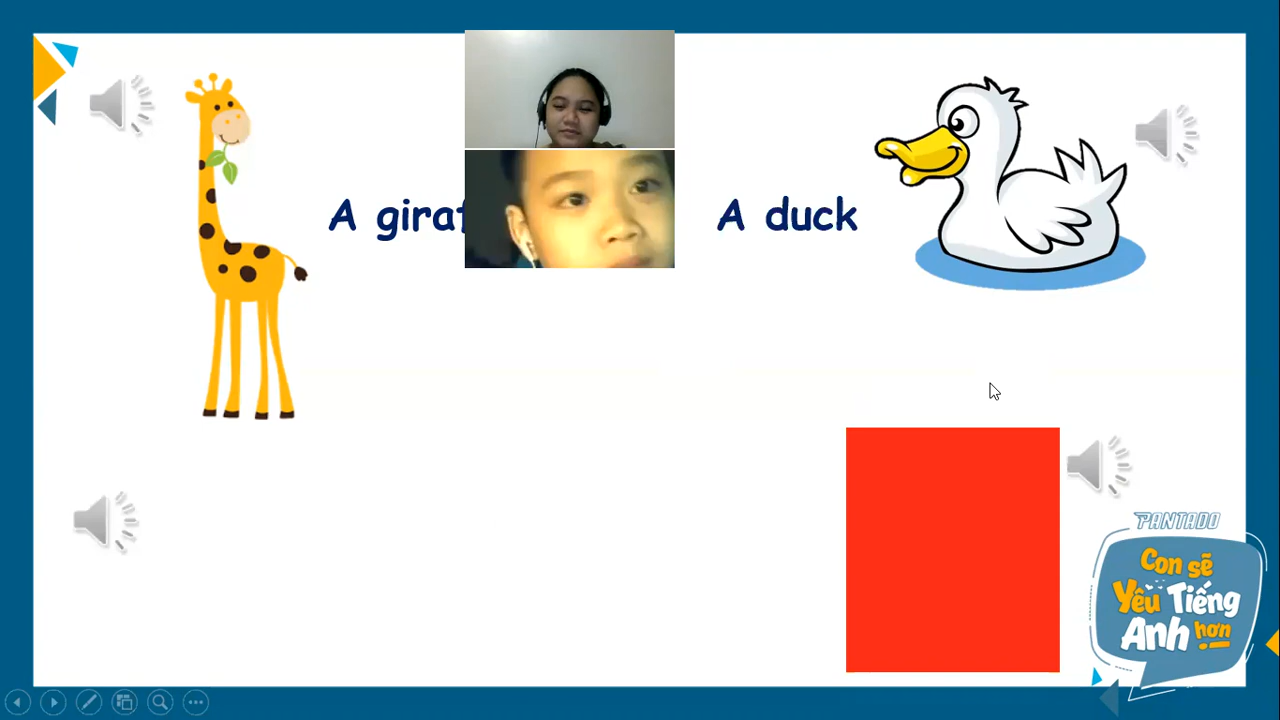 A giraf
A duck
PANTADO
Con sẽ
Yêu Tiếng
Anh hơn